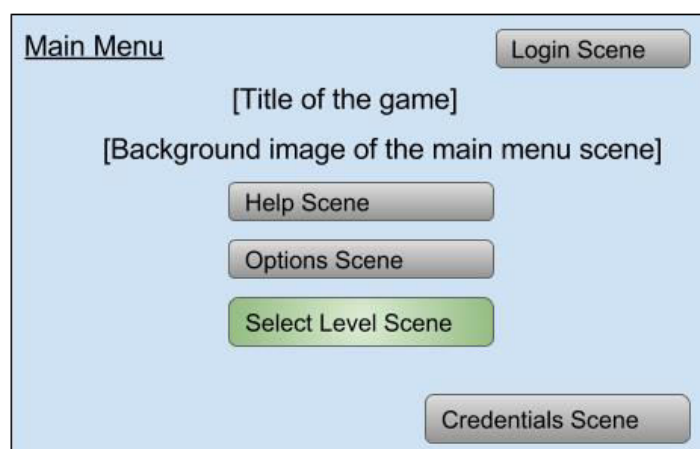 Main Menu
Login Scene
[Title of the game]
[Background image of the main menu scene]
Help Scene
Options Scene
Select Level Scene
Credentials Scene